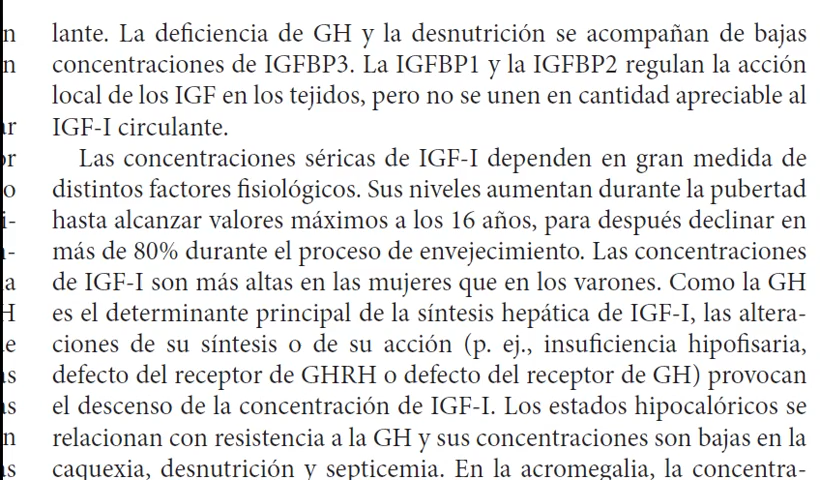 lante. La deficiencia de GH y la desnutrición se acompañan de bajas
concentraciones de IGFBP3. La IGFBP1 y la IGFBP2 regulan la acción
local de los IGF en los tejidos, pero no se unen en cantidad apreciable al
IGF-I circulante.
Las concentraciones séricas de IGF-I dependen en gran medida de
distintos factores fisiológicos. Sus niveles aumentan durante la pubertad
hasta alcanzar valores máximos a los 16 años, para después declinar en
más de 80% durante el proceso de envejecimiento. Las concentraciones
de IGF-I son más altas en las mujeres que en los varones. Como la GH
es el determinante principal de la síntesis hepática de IGF-I, las altera-
ciones de su síntesis o de su acción (p. ej., insuficiencia hipofisaria,
defecto del receptor de GHRH o defecto del receptor de GH) provocan
el descenso de la concentración de IGF-I. Los estados hipocalóricos se
relacionan con resistencia a la GH y sus concentraciones son bajas en la
caquexia, desnutrición y septicemia. En la acromegalia, la concentra-